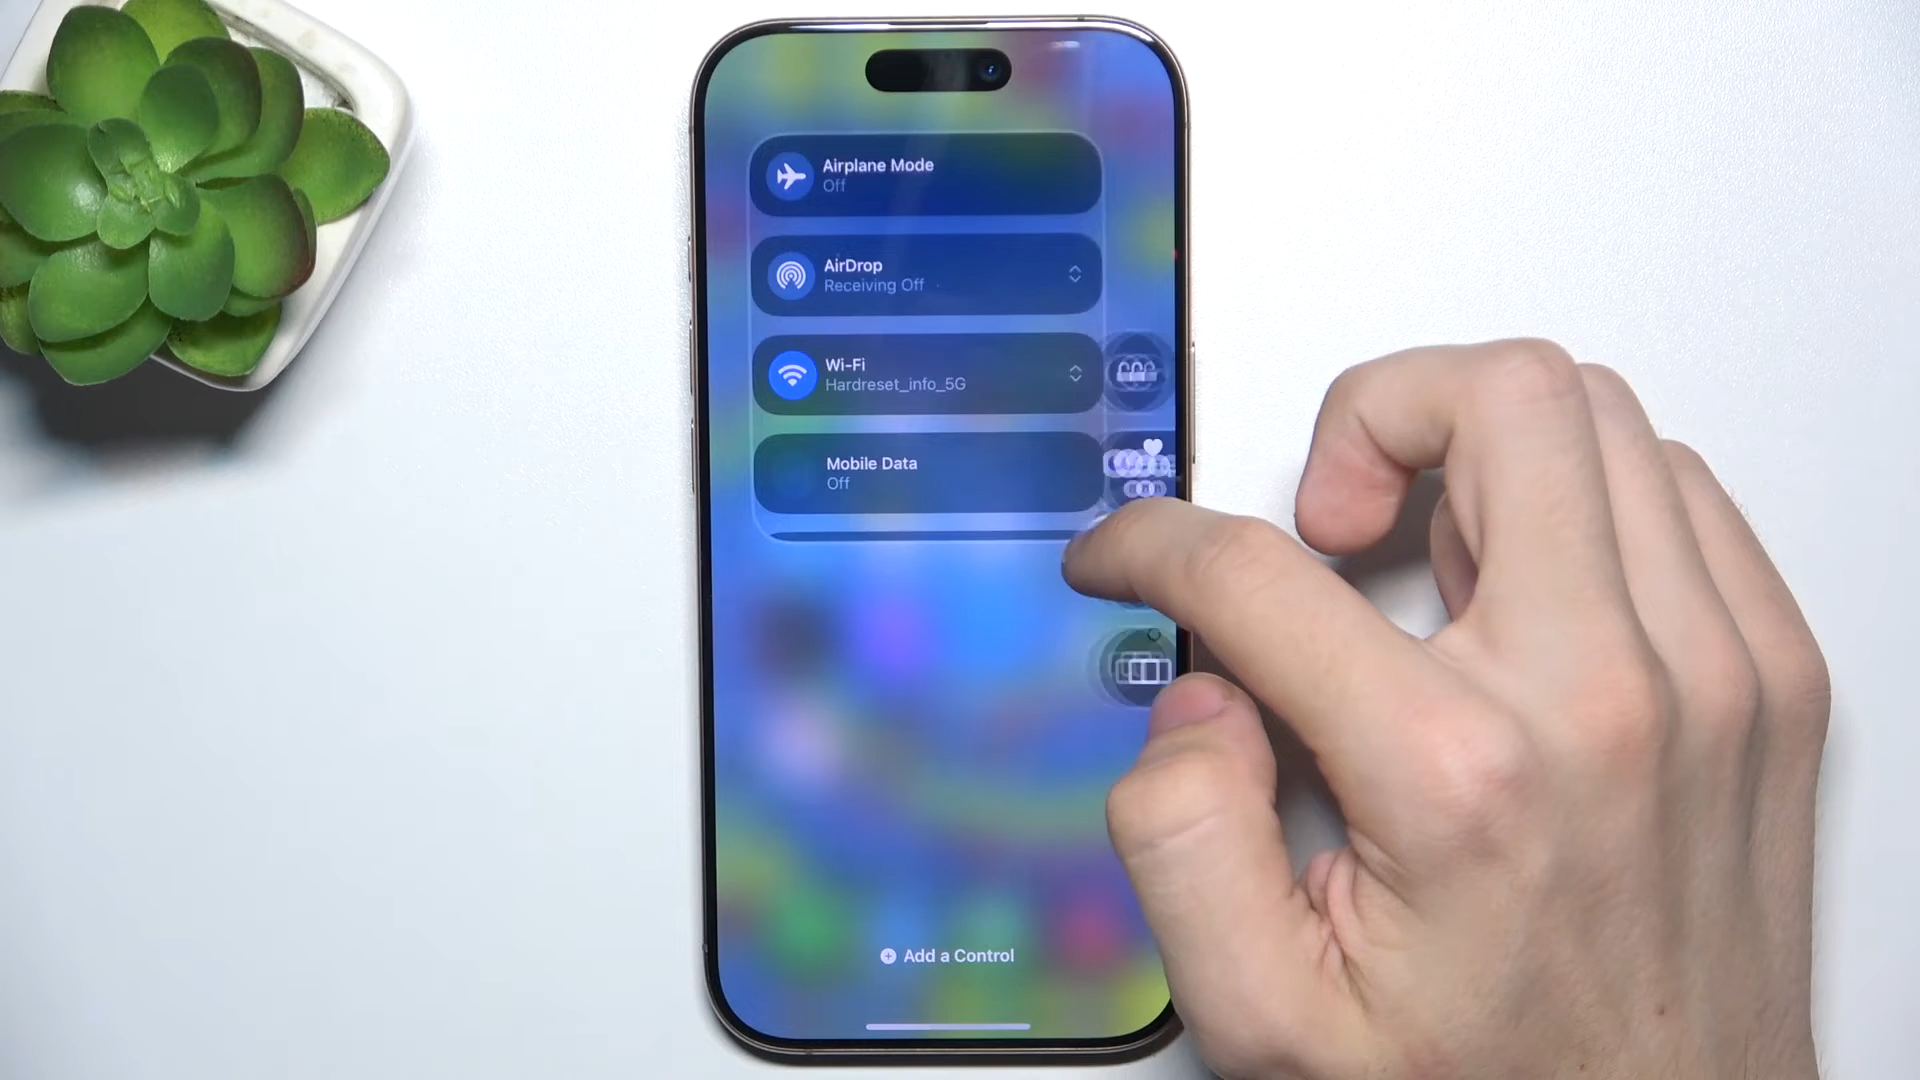 Airplane Mode
Off
AirDrop
Receiving Off
Wi-Fi
Hardreset_info_5G
Mobile Data
Off
Add a Control